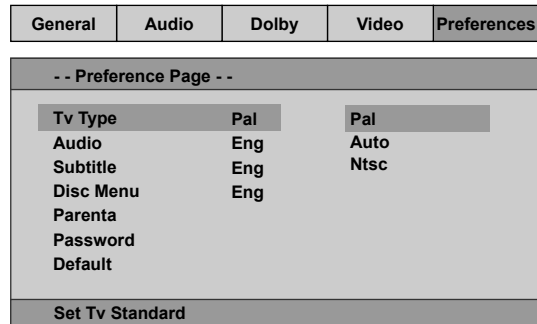 General Audio Dolby Video Preferences
- - Preference Page - -
Tv Type Pal Pal
Audio Eng Auto
Subtitle Eng Ntsc
Disc Menu Eng
Parenta
Password
Default
Set Tv Standard